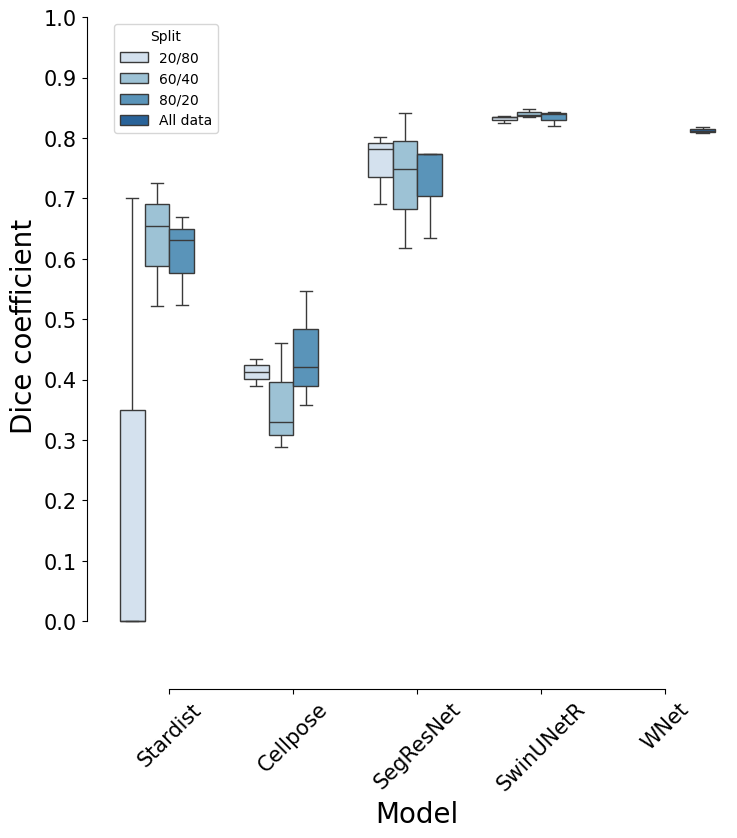 Split
20/80
60/40
80/20
All data
Dice coefficient
1.0
0.9
0.8
0.7
0.6
0.5
0.4
0.3
0.2
0.1
0.0
Stardist
Cellpose
SegResNet
SwinUNetR
WNet
Model